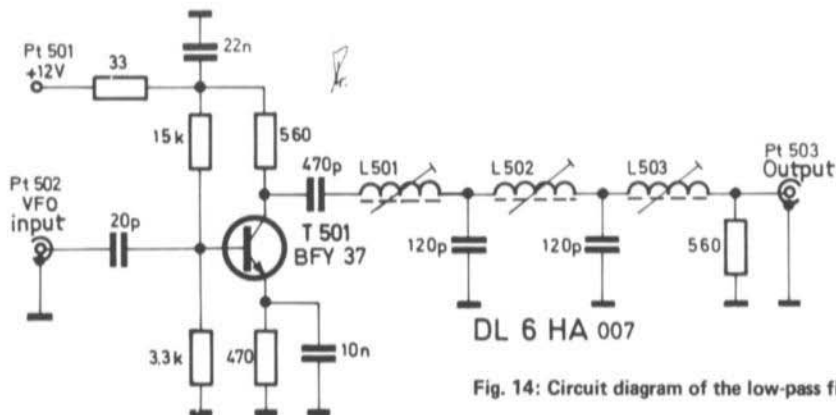 22n
Pt 501
+12V
33
15k
560
470p
L501
L502
L503
Pt 503
Output
Pt 502
VFO
input
20p
T 501
BFY 37
120p
120p
560
3.3k
470
10n
DL 6 HA 007
Fig. 14: Circuit diagram of the low-pass fi